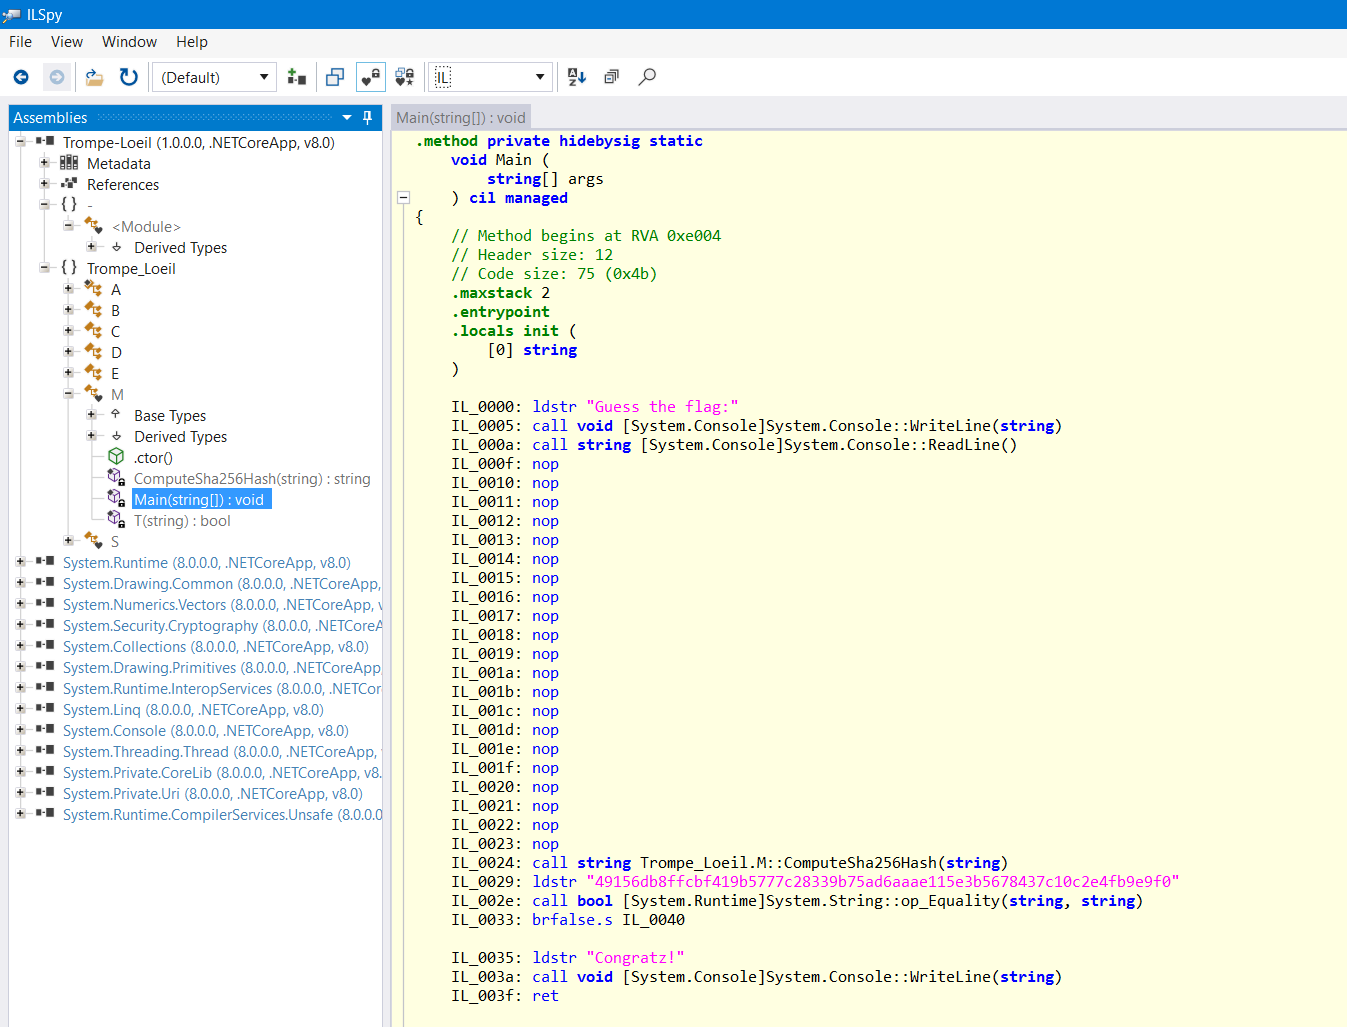 ILSpy
File View Window Help
(Default) IL
Assemblies
Trompe-Loeil (1.0.0.0, .NETCoreApp, v8.0)
Metadata
References
{ } -
<Module>
Derived Types
{ } Trompe_Loeil
A
B
C
D
E
M
Base Types
Derived Types
.ctor()
ComputeSha256Hash(string) : string
Main(string[]) : void
T(string) : bool
S
System.Runtime (8.0.0.0, .NETCoreApp, v8.0)
System.Drawing.Common (8.0.0.0, .NETCoreApp,
System.Numerics.Vectors (8.0.0.0, .NETCoreApp, v
System.Security.Cryptography (8.0.0.0, .NETCoreA
System.Collections (8.0.0.0, .NETCoreApp, v8.0)
System.Drawing.Primitives (8.0.0.0, .NETCoreApp,
System.Runtime.InteropServices (8.0.0.0, .NETCor
System.Linq (8.0.0.0, .NETCoreApp, v8.0)
System.Console (8.0.0.0, .NETCoreApp, v8.0)
System.Threading.Thread (8.0.0.0, .NETCoreApp,
System.Private.CoreLib (8.0.0.0, .NETCoreApp, v8.
System.Private.Uri (8.0.0.0, .NETCoreApp, v8.0)
System.Runtime.CompilerServices.Unsafe (8.0.0.0
Main(string[]) : void
.method private hidebysig static
void Main (
string[] args
) cil managed
{
// Method begins at RVA 0xe004
// Header size: 12
// Code size: 75 (0x4b)
.maxstack 2
.entrypoint
.locals init (
[0] string
)
IL_0000: ldstr "Guess the flag:"
IL_0005: call void [System.Console]System.Console::WriteLine(string)
IL_000a: call string [System.Console]System.Console::ReadLine()
IL_000f: nop
IL_0010: nop
IL_0011: nop
IL_0012: nop
IL_0013: nop
IL_0014: nop
IL_0015: nop
IL_0016: nop
IL_0017: nop
IL_0018: nop
IL_0019: nop
IL_001a: nop
IL_001b: nop
IL_001c: nop
IL_001d: nop
IL_001e: nop
IL_001f: nop
IL_0020: nop
IL_0021: nop
IL_0022: nop
IL_0023: nop
IL_0024: call string Trompe_Loeil.M::ComputeSha256Hash(string)
IL_0029: ldstr "49156db8ffcbf419b5777c28339b75ad6aaae115e3b5678437c10c2e4fb9e9f0"
IL_002e: call bool [System.Runtime]System.String::op_Equality(string, string)
IL_0033: brfalse.s IL_0040
IL_0035: ldstr "Congratz!"
IL_003a: call void [System.Console]System.Console::WriteLine(string)
IL_003f: ret